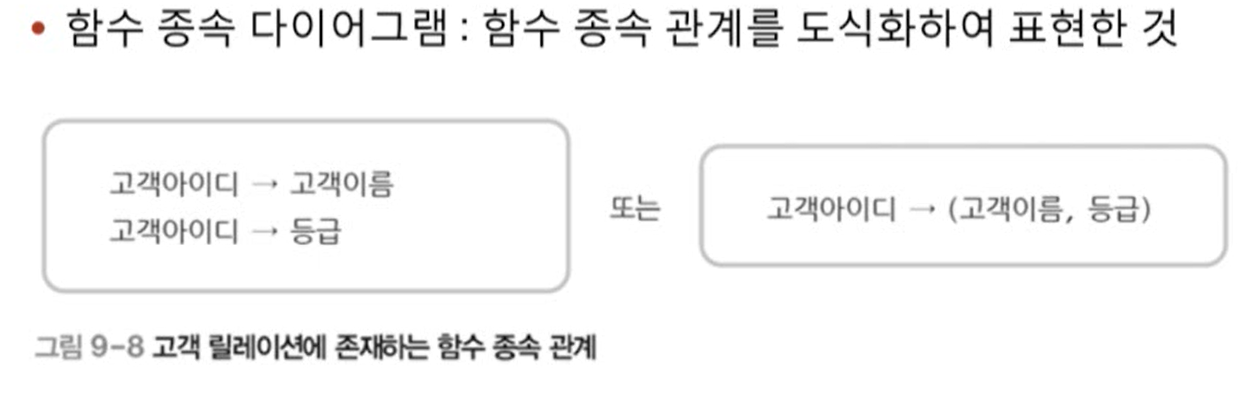 • 함수 종속 다이어그램 : 함수 종속 관계를 도식화하여 표현한 것
고객아이디 → 고객이름
고객아이디 → 등급
또는
고객아이디 → (고객이름, 등급)
그림 9-8 고객 릴레이션에 존재하는 함수 종속 관계